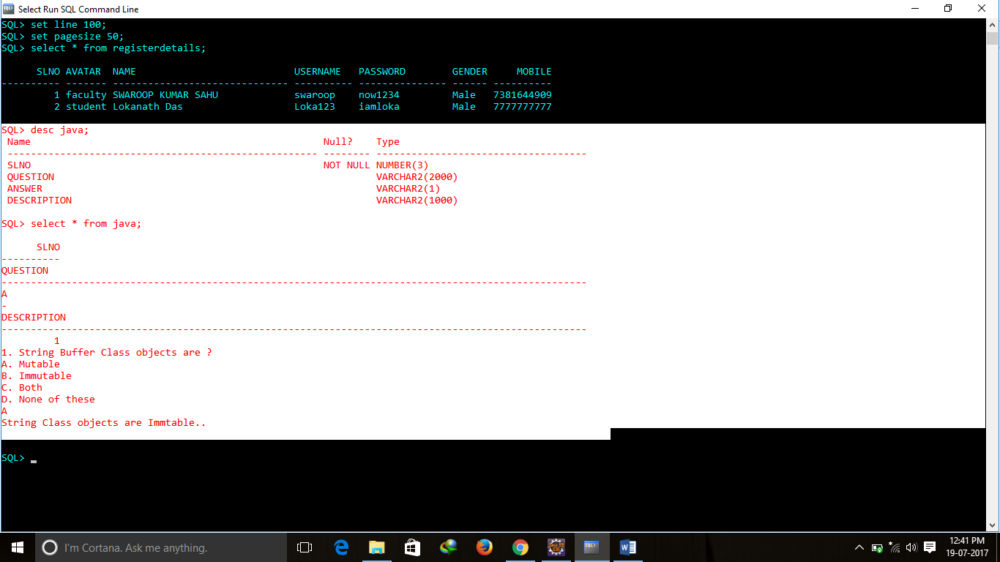 Select Run SQL Command Line
SQL> set line 100;
SQL> set pagesize 50;
SQL> select * from registerdetails;
      SLNO AVATAR  NAME                           USERNAME   PASSWORD        GENDER     MOBILE
---------- ------- ------------------------------ ---------- --------------- ------ ----------
         1 faculty SWAROOP KUMAR SAHU             swaroop    now1234         Male   7381644909
         2 student Lokanath Das                   Loka123    iamloka         Male   7777777777
SQL> desc java;
 Name                                                  Null?    Type
 ----------------------------------------------------- -------- ------------------------------------
 SLNO                                                  NOT NULL NUMBER(3)
 QUESTION                                                       VARCHAR2(2000)
 ANSWER                                                         VARCHAR2(1)
 DESCRIPTION                                                    VARCHAR2(1000)
SQL> select * from java;
      SLNO
----------
QUESTION
----------------------------------------------------------------------------------------------------
A
-
DESCRIPTION
----------------------------------------------------------------------------------------------------
         1
1. String Buffer Class objects are ?
A. Mutable
B. Immutable
C. Both
D. None of these
A
String Class objects are Immtable..
SQL> _
I'm Cortana. Ask me anything.
Java EE
IDE
SQL>
12:41 PM
19-07-2017